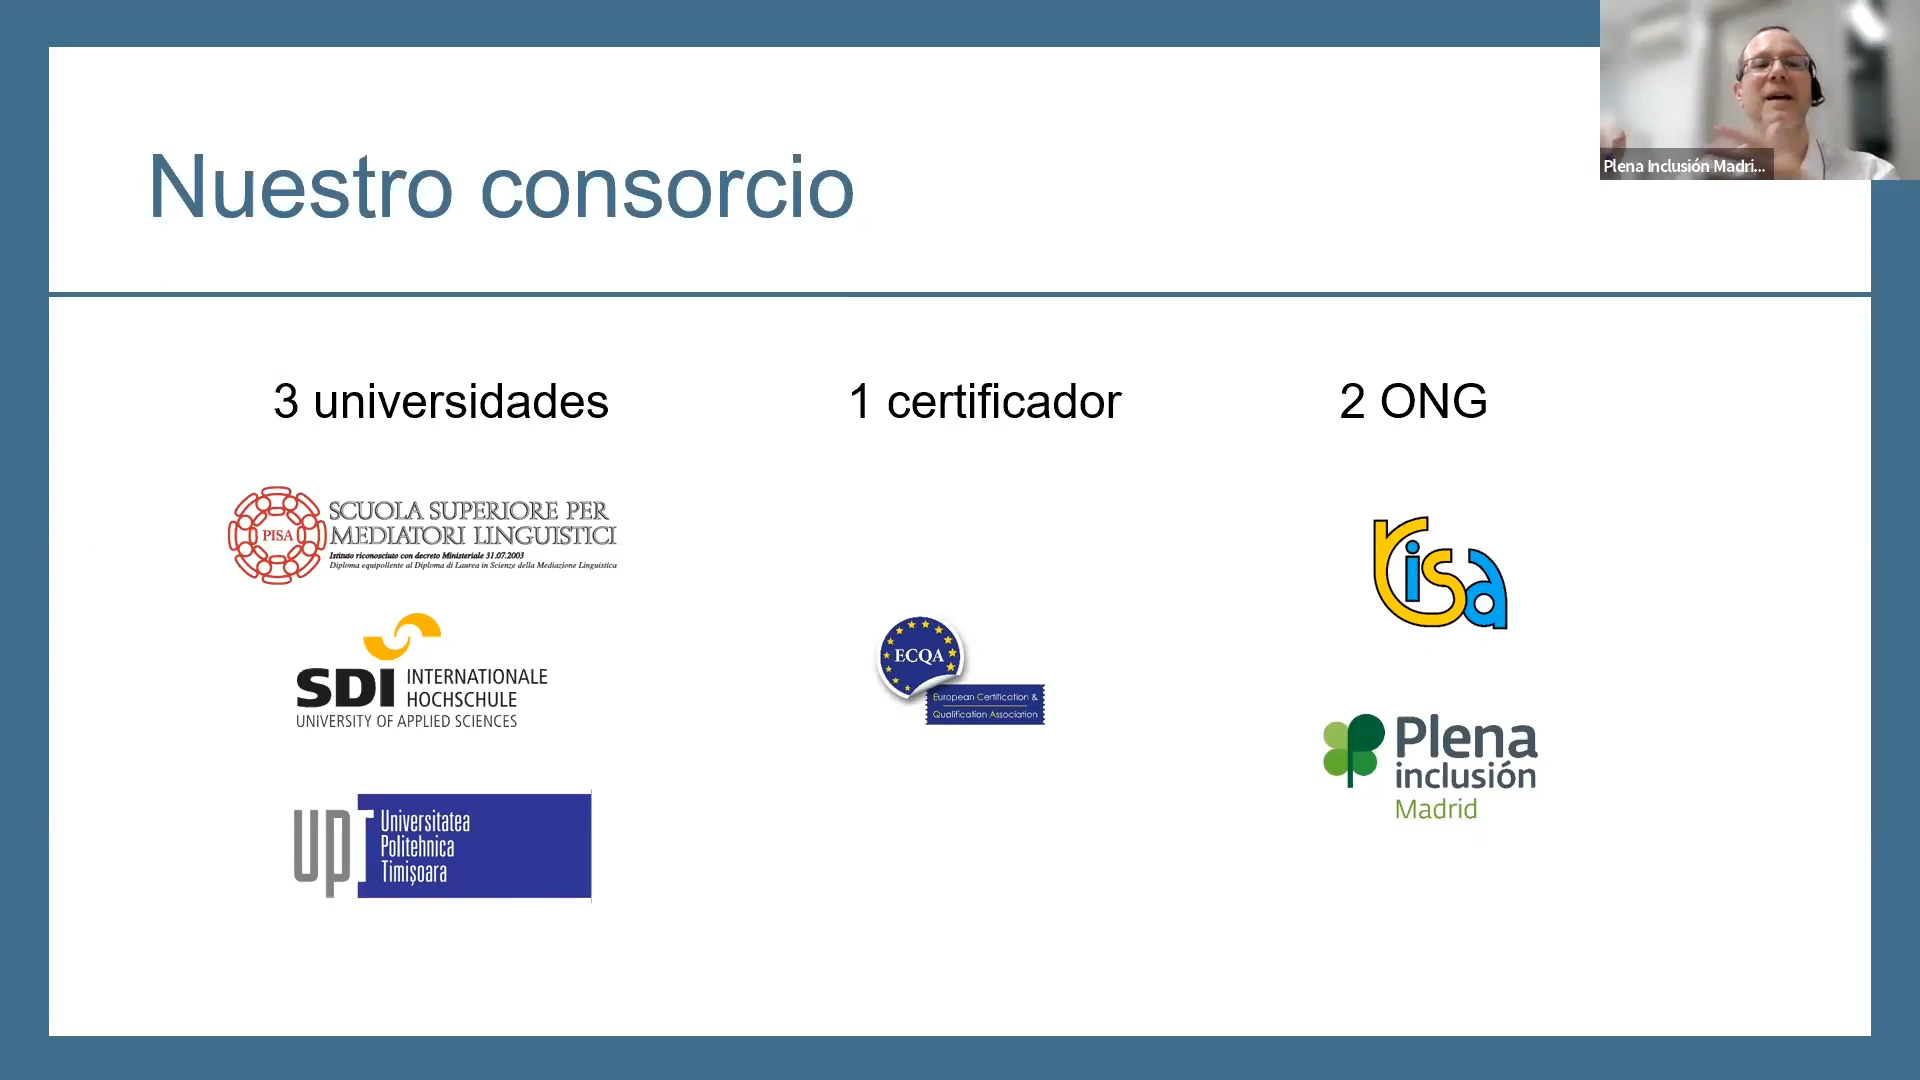 Plena Inclusión Madri...
Nuestro consorcio
3 universidades
1 certificador
2 ONG
PISA
SCUOLA SUPERIORE PER
MEDIATORI LINGUISTICI
Istituto riconosciuto con decreto Ministeriale 31.07.2003
Diploma equipollente al Diploma di Laurea in Scienze della Mediazione Linguistica
SDI INTERNATIONALE
HOCHSCHULE
UNIVERSITY OF APPLIED SCIENCES
upt
Universitatea
Politehnica
Timișoara
ECQA
European Certification &
Qualification Association
risa
Plena
inclusión
Madrid